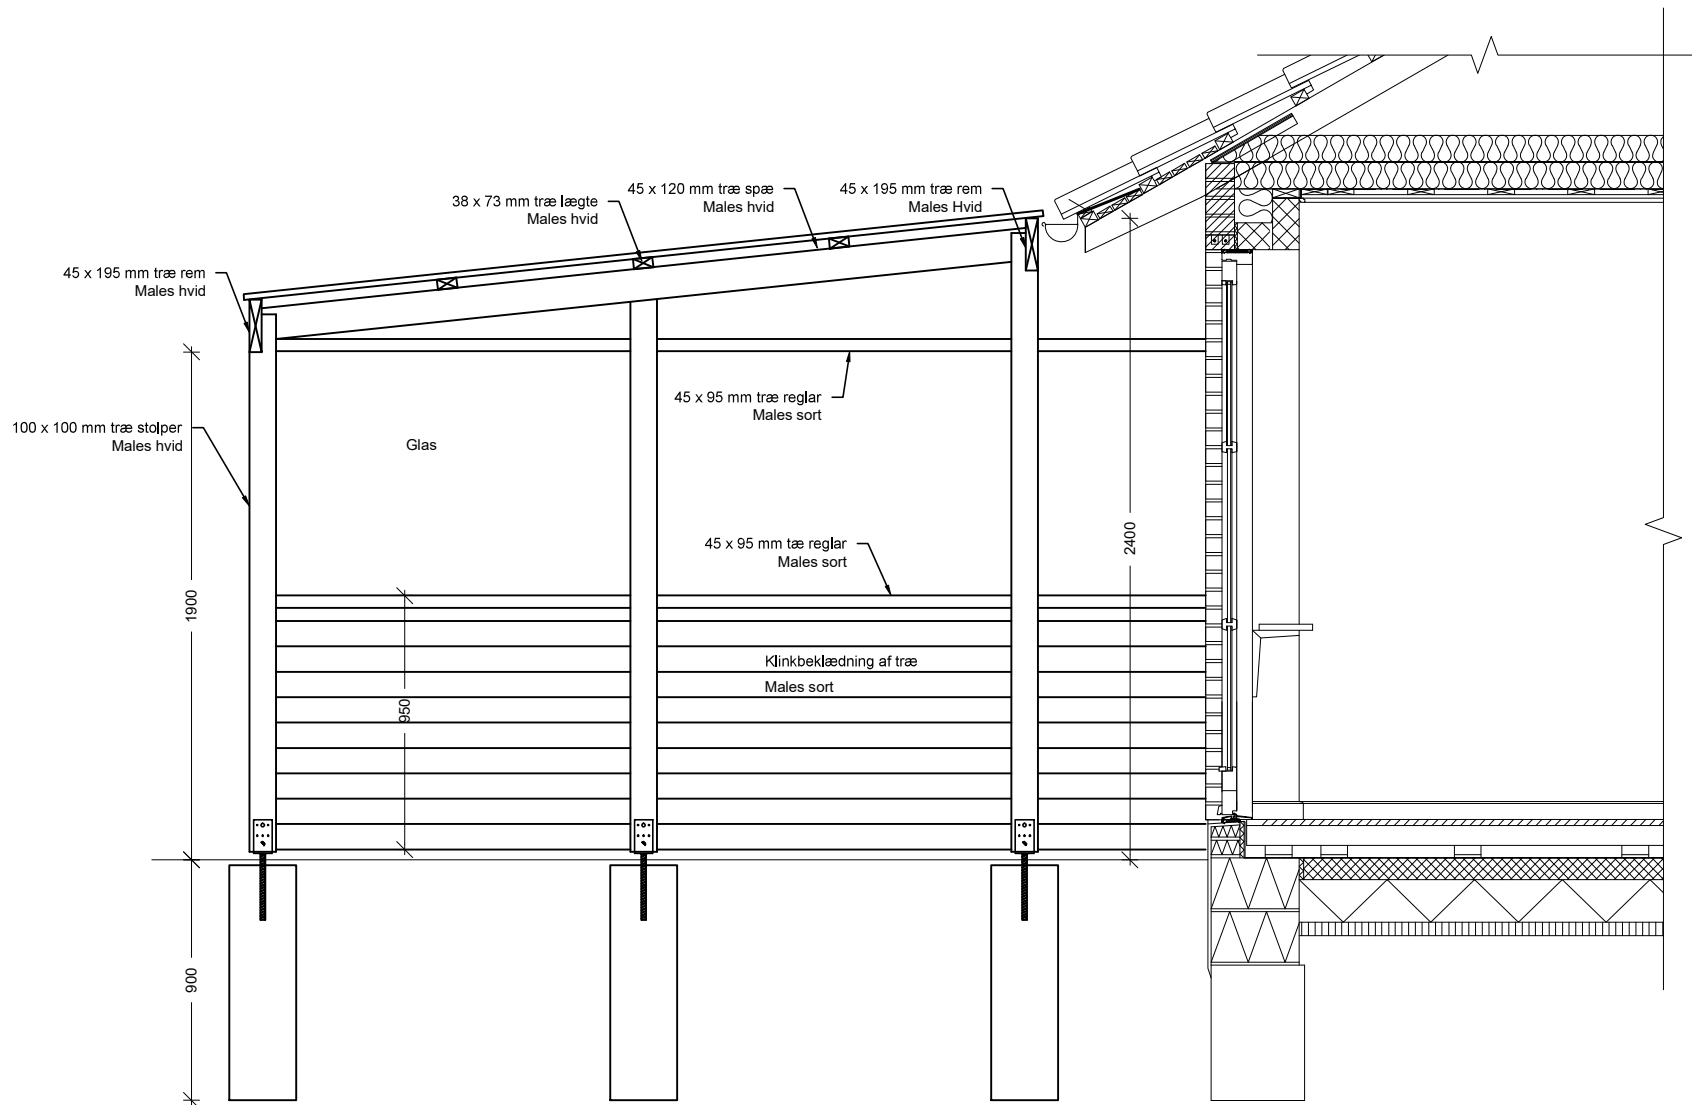 45 x 120 mm træ spæ
Males hvid
45 x 195 mm træ rem
Males Hvid
38 x 73 mm træ lægte
Males hvid
45 x 195 mm træ rem
Males hvid
45 x 95 mm træ reglar
Males sort
100 x 100 mm træ stolper
Males hvid
Glas
45 x 95 mm tæ reglar
Males sort
2400
1900
Klinkbeklædning af træ
Males sort
950
900